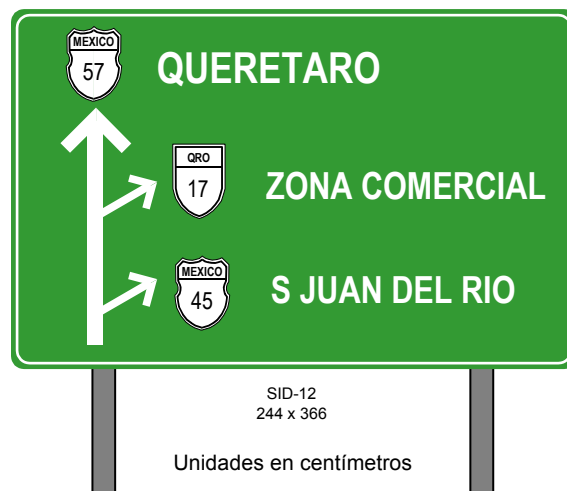 MEXICO
57
QUERETARO
QRO
17
ZONA COMERCIAL
MEXICO
45
S JUAN DEL RIO
SID-12
244 x 366
Unidades en centímetros